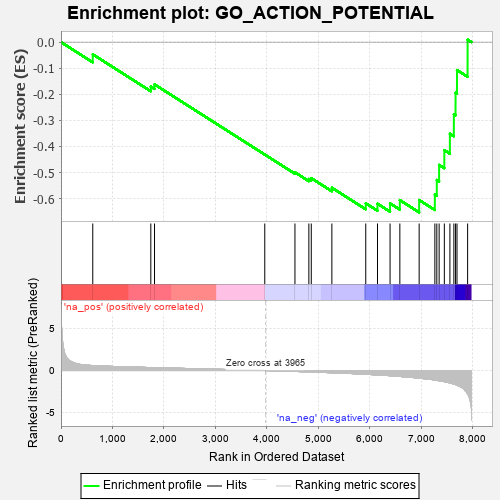 Enrichment plot: GO_ACTION_POTENTIAL
Enrichment score (ES)
0.0
-0.1
-0.2
-0.3
-0.4
-0.5
-0.6
'na_pos' (positively correlated)
Ranked list metric (PreRanked)
5
0
-5
Zero cross at 3965
'na_neg' (negatively correlated)
0 1,000 2,000 3,000 4,000 5,000 6,000 7,000 8,000
Rank in Ordered Dataset
Enrichment profile Hits Ranking metric scores